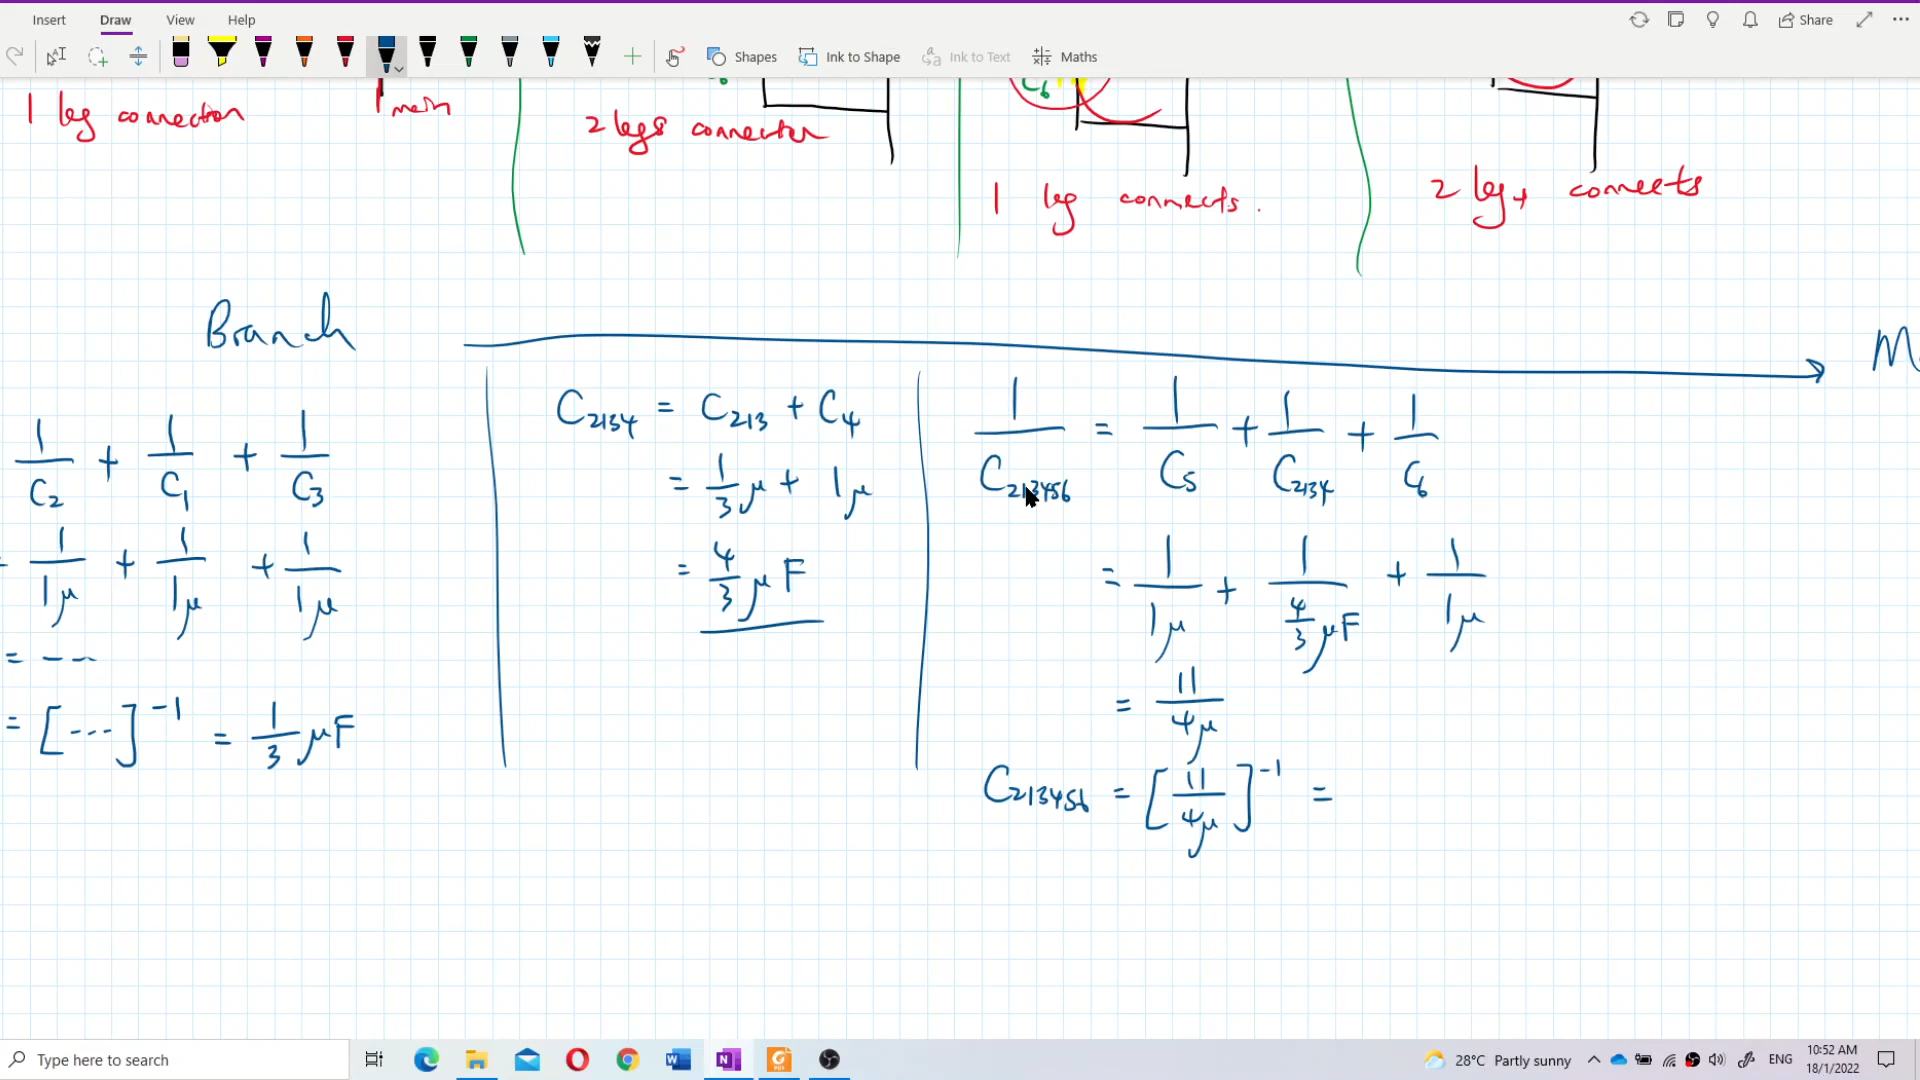 Insert Draw View Help
Share
Shapes Ink to Shape Ink to Text Maths
1 leg connection 1 main
2 legs connector
C6
1 leg connects.
2 leg, connects
Branch
1/C2 + 1/C1 + 1/C3
1/1μ + 1/1μ + 1/1μ
= ---
= [---]⁻¹ = 1/3 μF
C2134 = C213 + C4
= 1/3 μ + 1μ
= 4/3 μF
1/C213456 = 1/C5 + 1/C2134 + 1/C6
= 1/1μ + 1/(4/3 μF) + 1/1μ
= 11/4μ
C213456 = [11/4μ]⁻¹ =
Type here to search
28°C Partly sunny
ENG
10:52 AM
18/1/2022